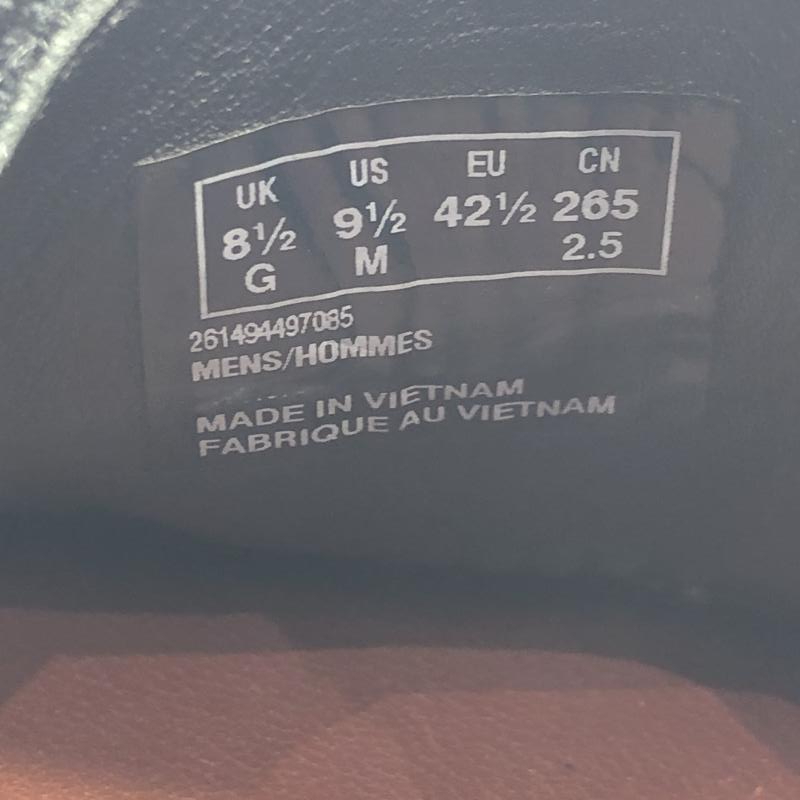 UK US EU CN
8½ 9½ 42½ 265
G M 2.5
261494497085
MENS/HOMMES
MADE IN VIETNAM
FABRIQUE AU VIETNAM